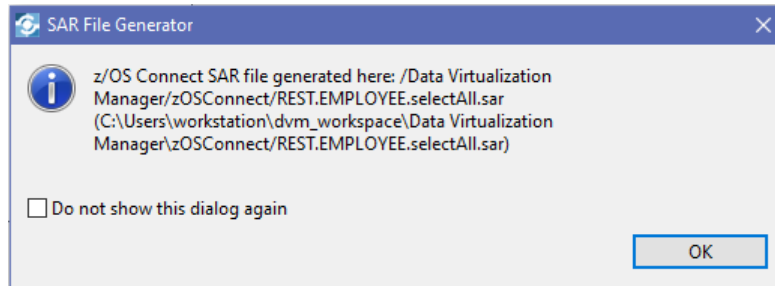 SAR File Generator
z/OS Connect SAR file generated here: /Data Virtualization
Manager/zOSConnect/REST.EMPLOYEE.selectAll.sar
(C:\Users\workstation\dvm_workspace\Data Virtualization
Manager\zOSConnect/REST.EMPLOYEE.selectAll.sar)
Do not show this dialog again
OK